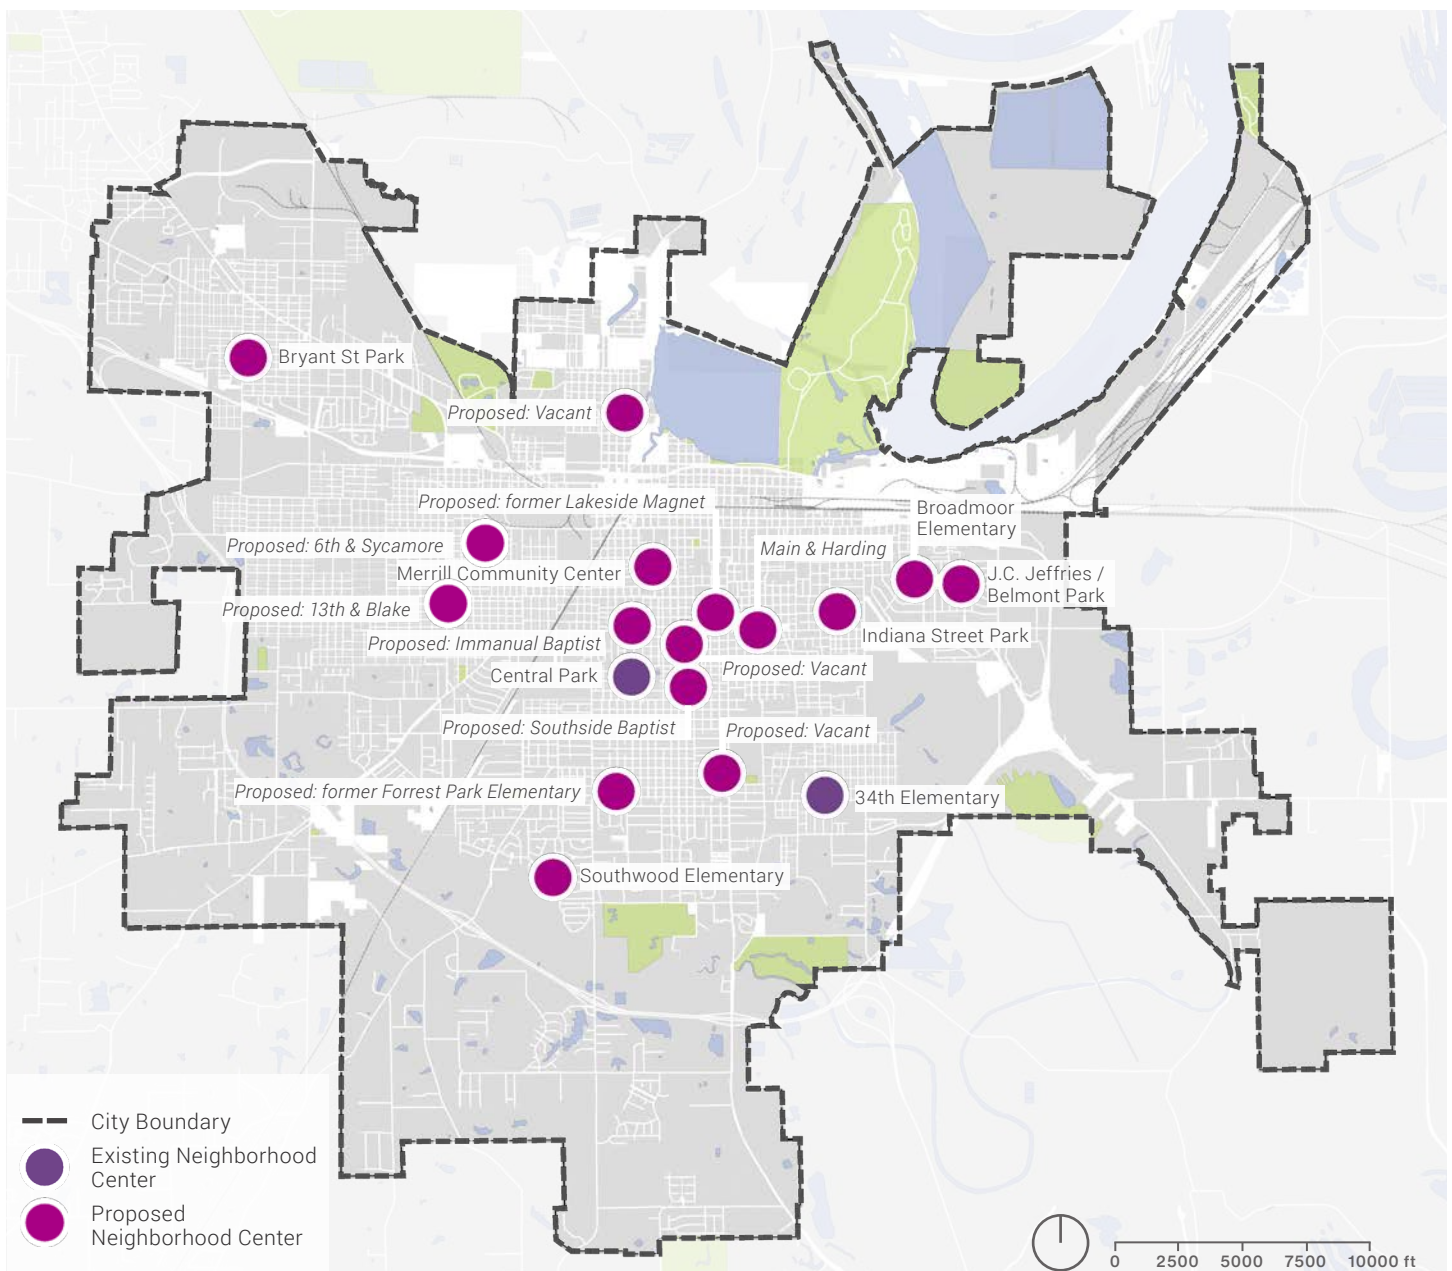 Bryant St Park
Proposed: Vacant
Proposed: former Lakeside Magnet
Broadmoor
Elementary
Proposed: 6th & Sycamore
Main & Harding
Merrill Community Center
J.C. Jeffries /
Belmont Park
Proposed: 13th & Blake
Indiana Street Park
Proposed: Immanual Baptist
Proposed: Vacant
Central Park
Proposed: Southside Baptist
Proposed: Vacant
Proposed: former Forrest Park Elementary
34th Elementary
Southwood Elementary
City Boundary
Existing Neighborhood
Center
Proposed
Neighborhood Center
0 2500 5000 7500 10000 ft